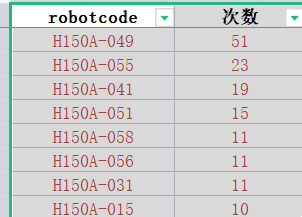 robotcode 次数
H150A-049 51
H150A-055 23
H150A-041 19
H150A-051 15
H150A-058 11
H150A-056 11
H150A-031 11
H150A-015 10